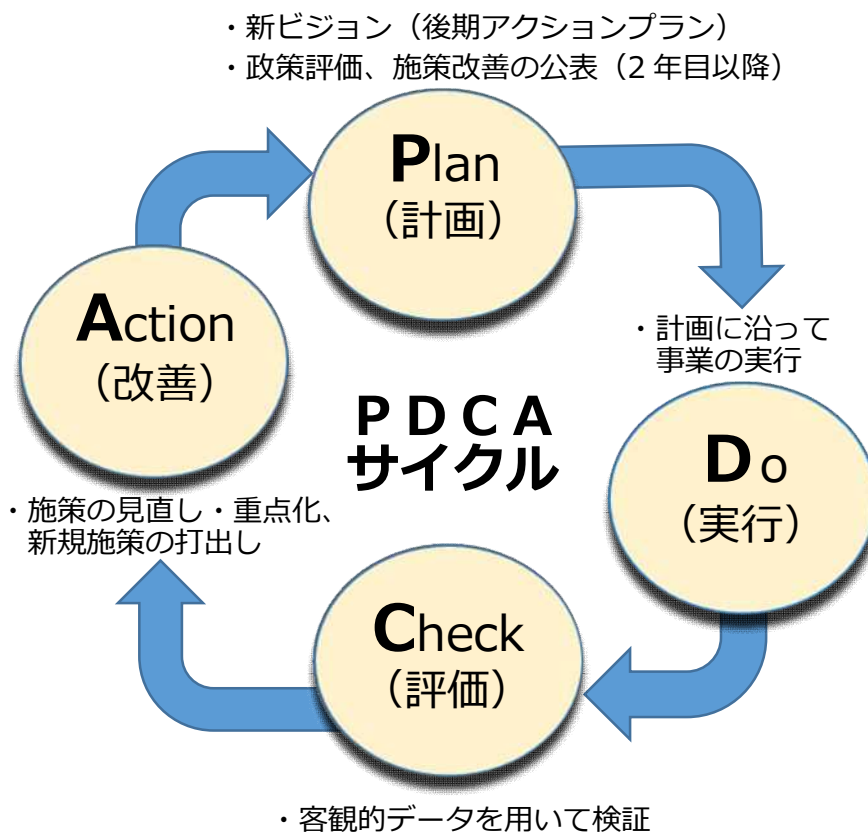 ・新ビジョン（後期アクションプラン）
・政策評価、施策改善の公表（2 年目以降）
Plan
（計画）
・計画に沿って
事業の実行
Do
（実行）
・客観的データを用いて検証
Check
（評価）
・施策の見直し・重点化、
新規施策の打出し
Action
（改善）
ＰＤＣＡ
サイクル